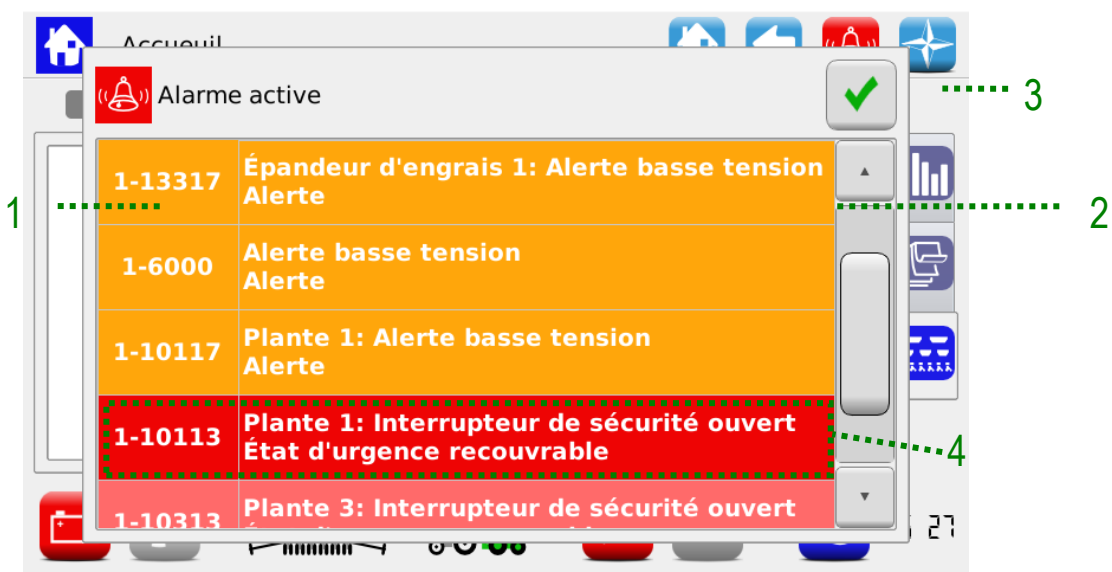 Accueuil
Alarme active
3
1-13317
Épandeur d'engrais 1: Alerte basse tension
Alerte
1
2
1-6000
Alerte basse tension
Alerte
1-10117
Plante 1: Alerte basse tension
Alerte
1-10113
Plante 1: Interrupteur de sécurité ouvert
État d'urgence recouvrable
4
1-10313
Plante 3: Interrupteur de sécurité ouvert
27